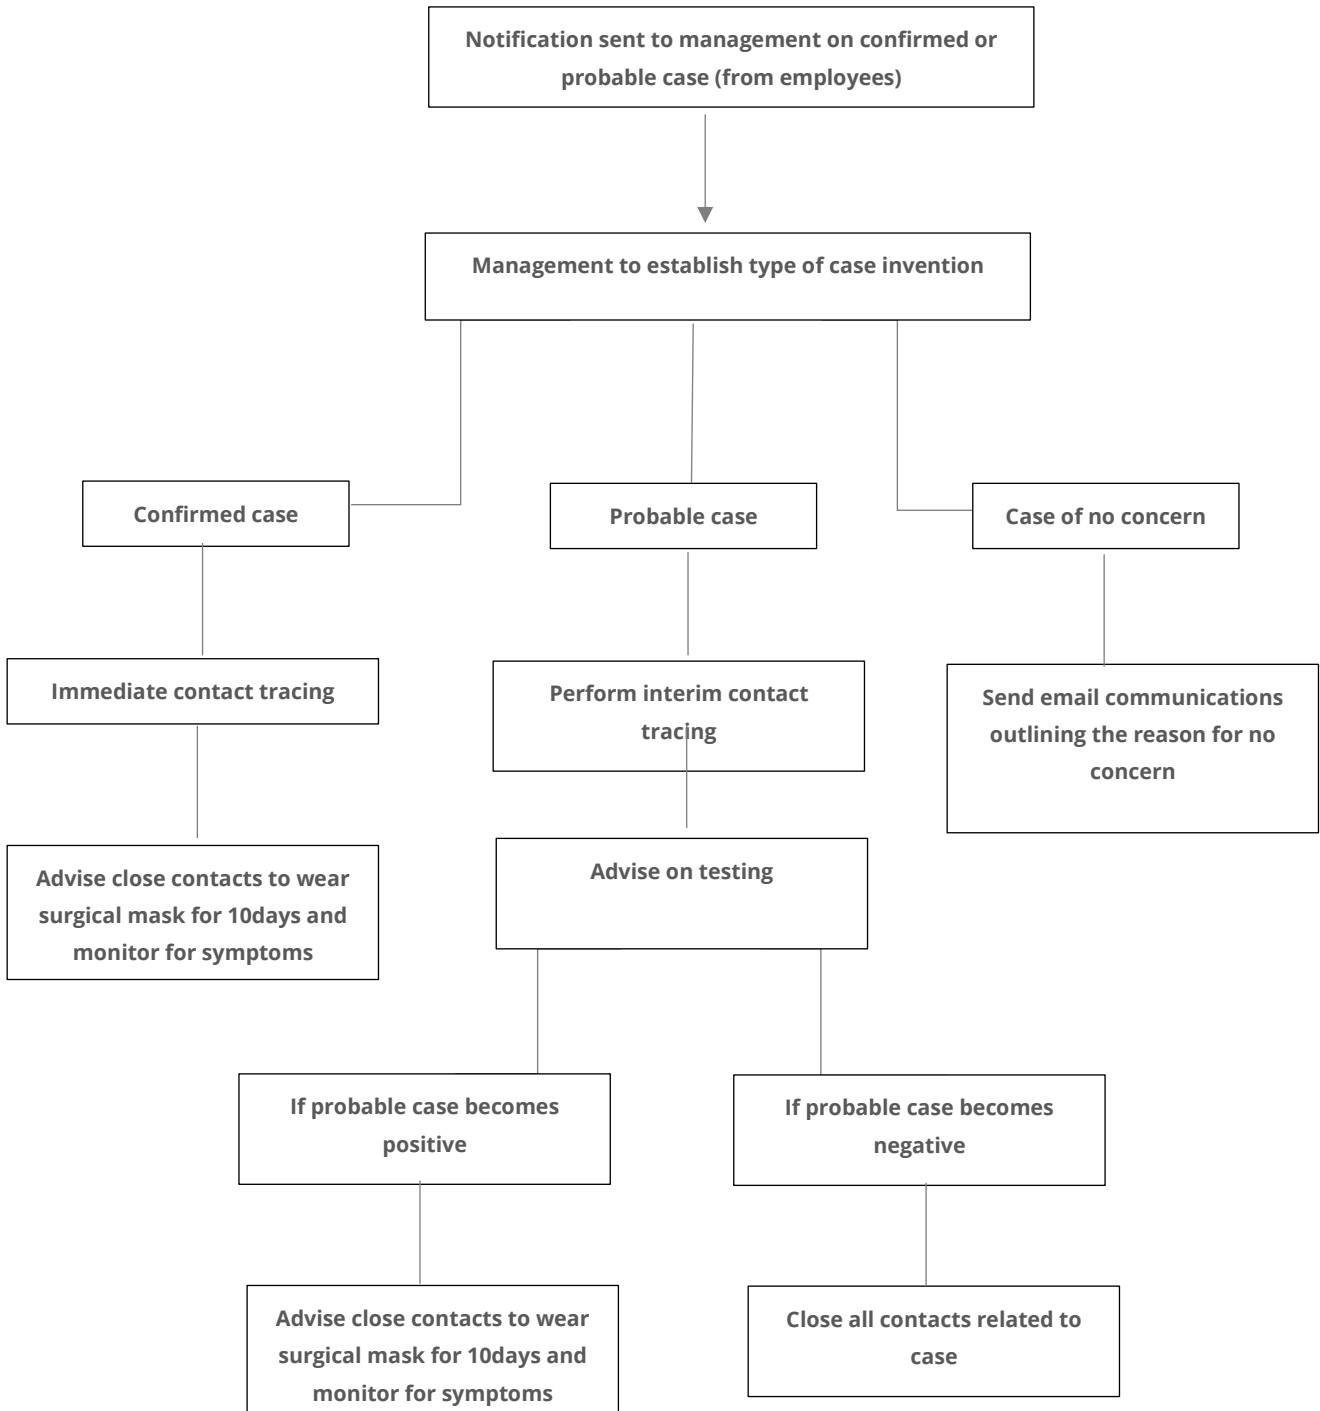 Notification sent to management on confirmed or
probable case (from employees)
Management to establish type of case invention
Confirmed case
Probable case
Case of no concern
Immediate contact tracing
Perform interim contact
tracing
Send email communications
outlining the reason for no
concern
Advise close contacts to wear
surgical mask for 10days and
monitor for symptoms
Advise on testing
If probable case becomes
positive
If probable case becomes
negative
Advise close contacts to wear
surgical mask for 10days and
monitor for symptoms
Close all contacts related to
case